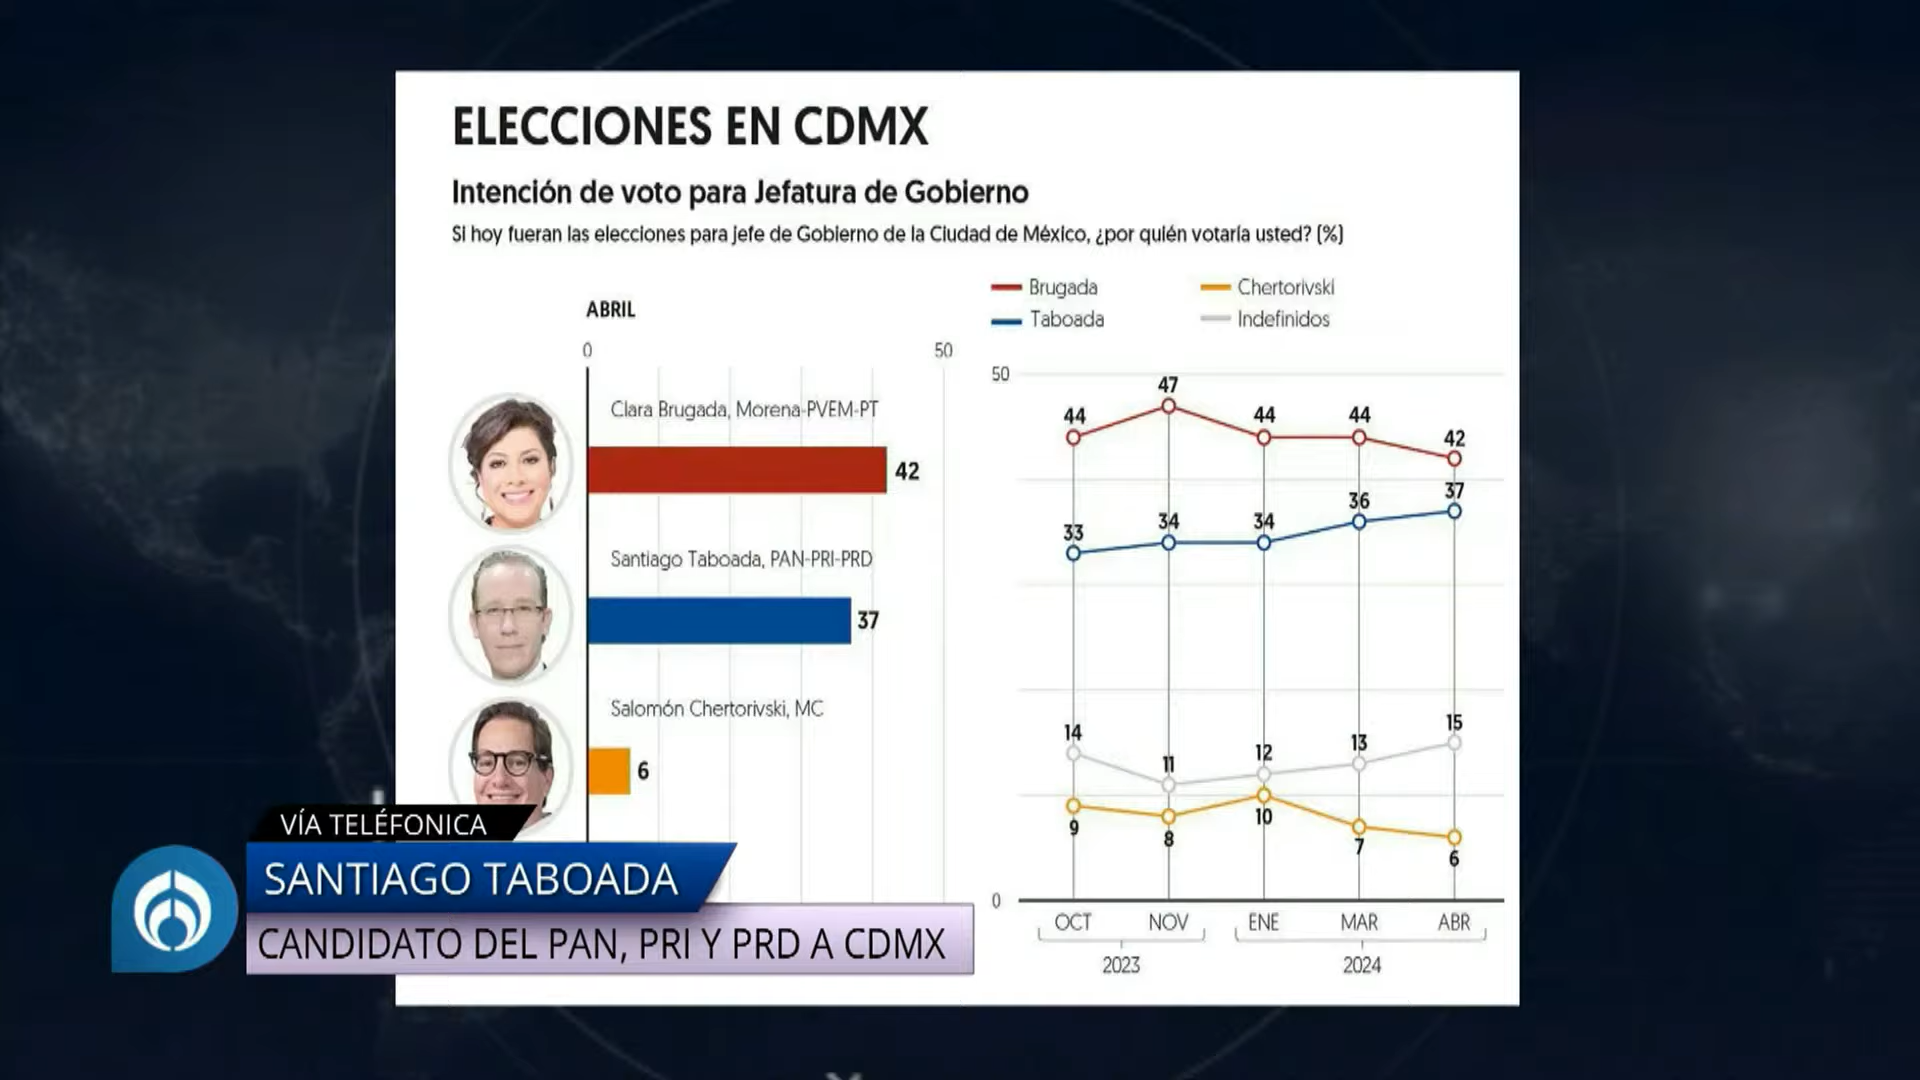 ELECCIONES EN CDMX
Intención de voto para Jefatura de Gobierno
Si hoy fueran las elecciones para jefe de Gobierno de la Ciudad de México, ¿por quién votaría usted? (%)
ABRIL
0 50
Clara Brugada, Morena-PVEM-PT
42
Santiago Taboada, PAN-PRI-PRD
37
Salomón Chertorivski, MC
6
Brugada Chertorivski
Taboada Indefinidos
50
44 47 44 44 42
33 34 34 36 37
14 11 12 13 15
9 8 10 7 6
0
OCT NOV ENE MAR ABR
2023 2024
VÍA TELÉFONICA
SANTIAGO TABOADA
CANDIDATO DEL PAN, PRI Y PRD A CDMX